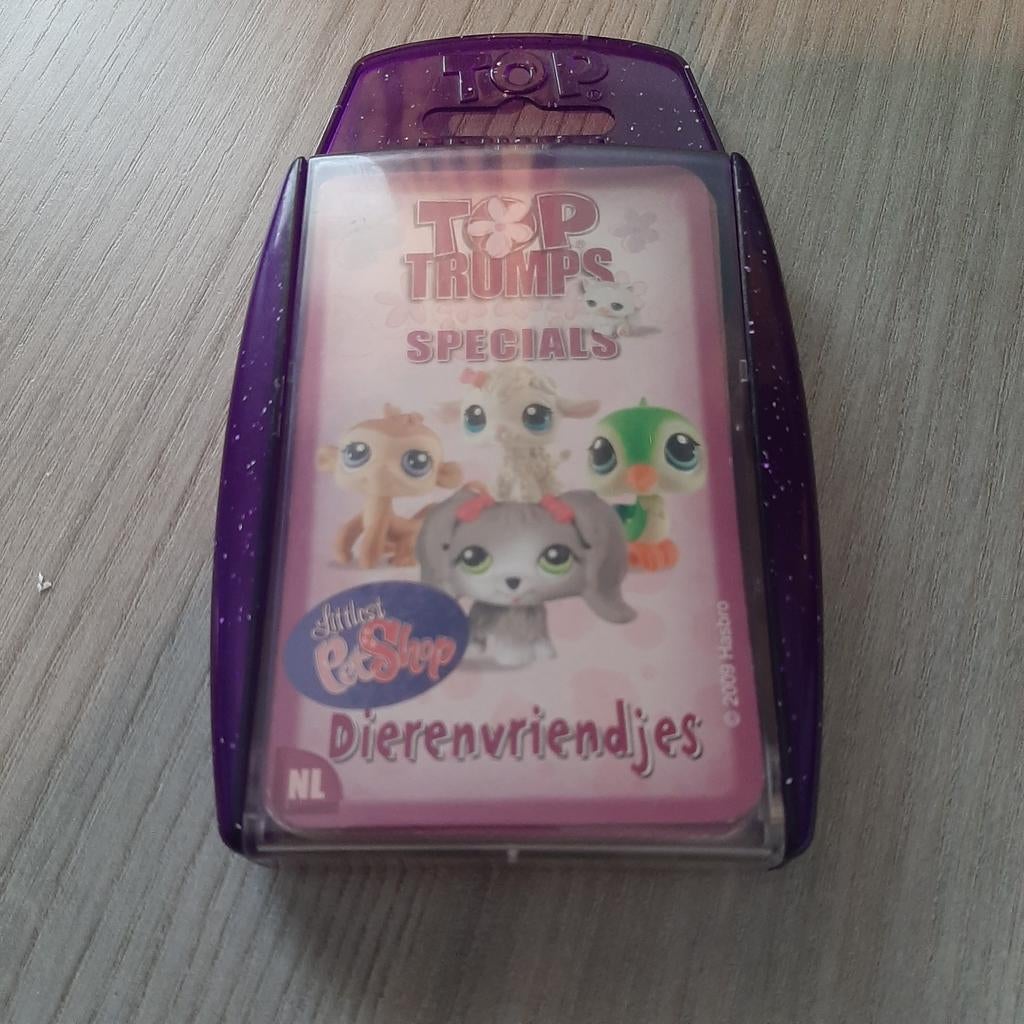 TOP®
TOP®
TRUMPS
SPECIALS
Littlest
PetShop
© 2009 Hasbro
Dierenvriendjes
NL